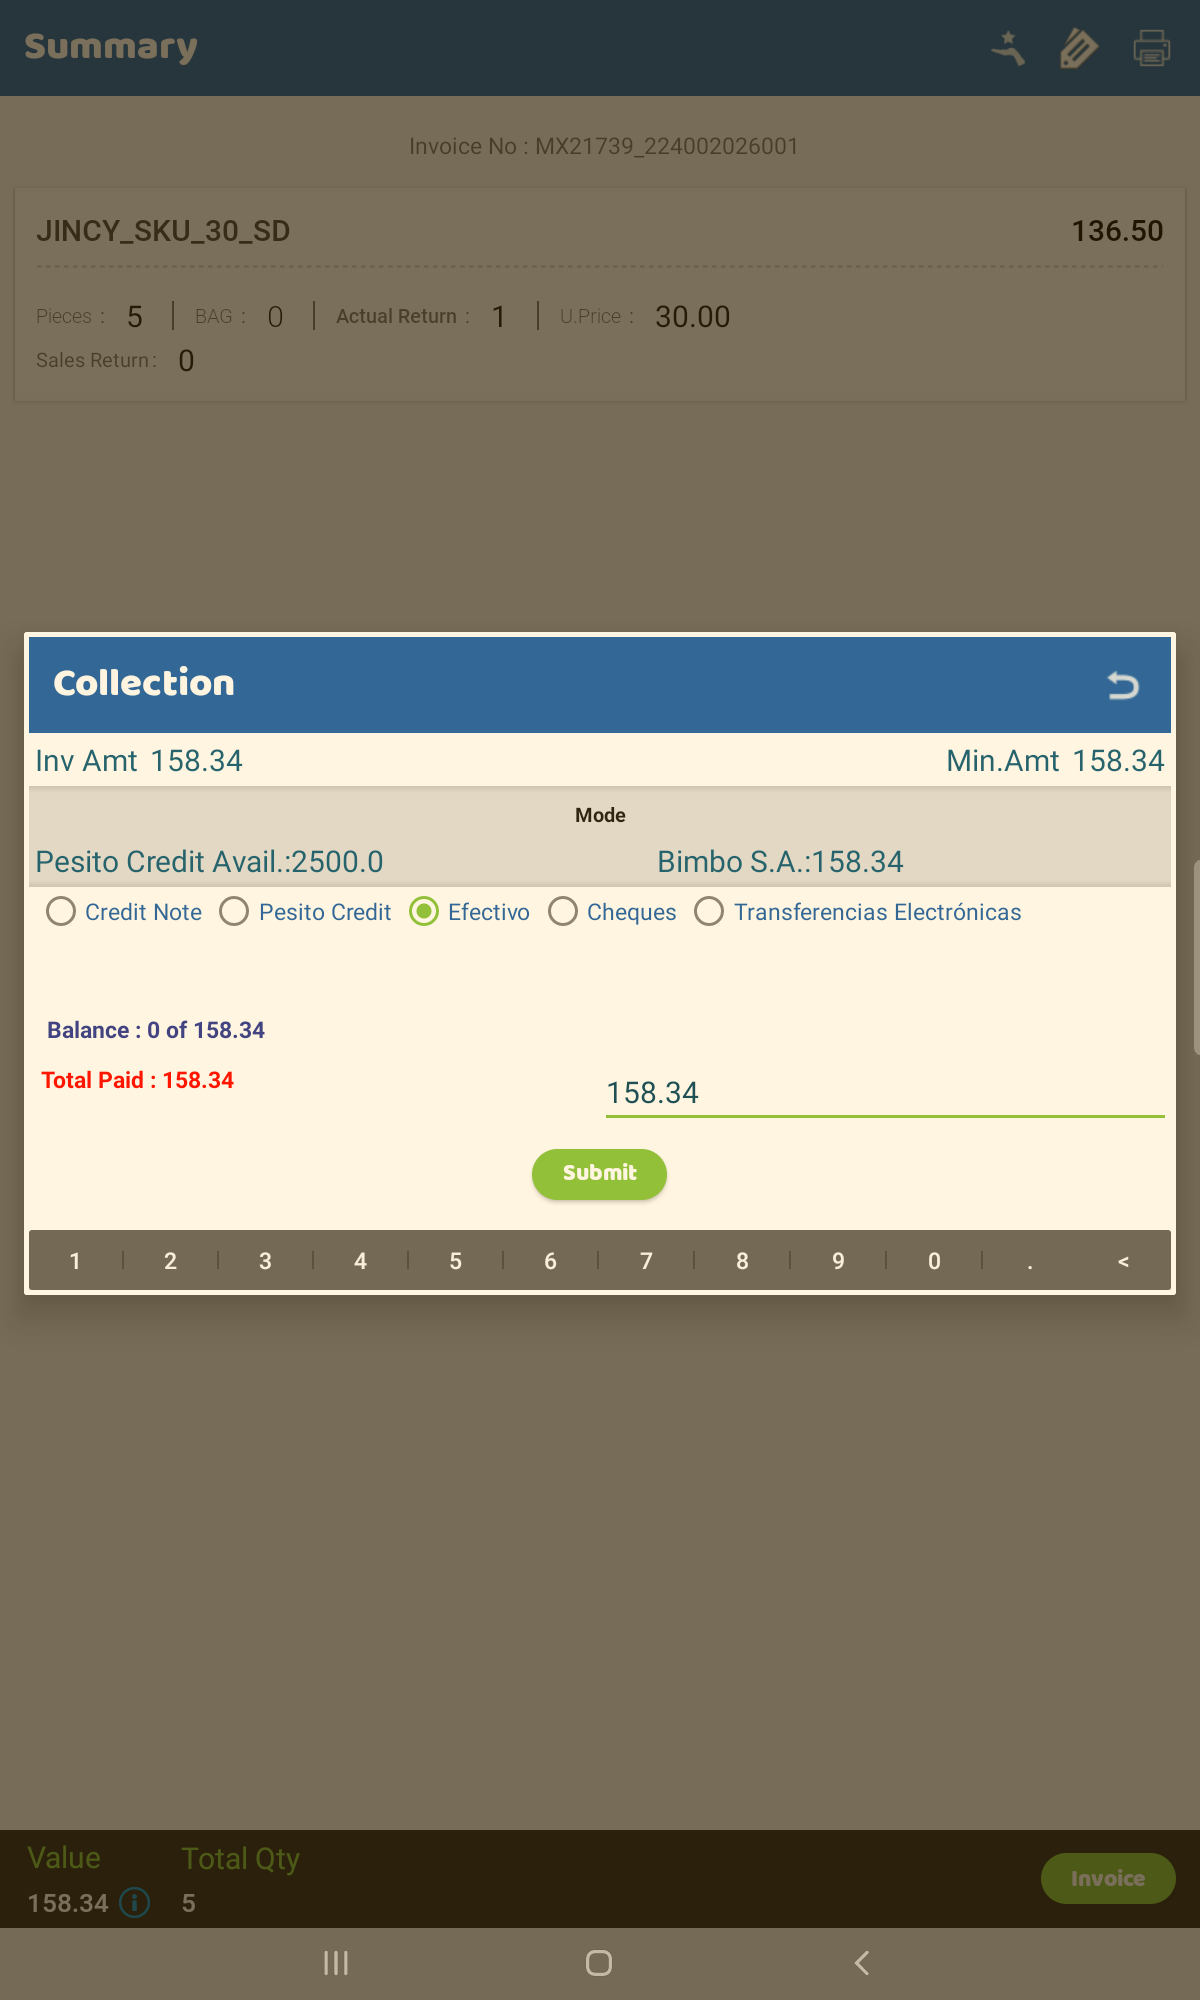 Summary
Invoice No : MX21739_224002026001
JINCY_SKU_30_SD 136.50
Pieces : 5 BAG : 0 Actual Return : 1 U.Price : 30.00
Sales Return : 0
Collection
Inv Amt 158.34 Min.Amt 158.34
Mode
Pesito Credit Avail.:2500.0 Bimbo S.A.:158.34
Credit Note Pesito Credit Efectivo Cheques Transferencias Electrónicas
Balance : 0 of 158.34
Total Paid : 158.34
158.34
Submit
1 2 3 4 5 6 7 8 9 0 . <
Value Total Qty
158.34 5
Invoice